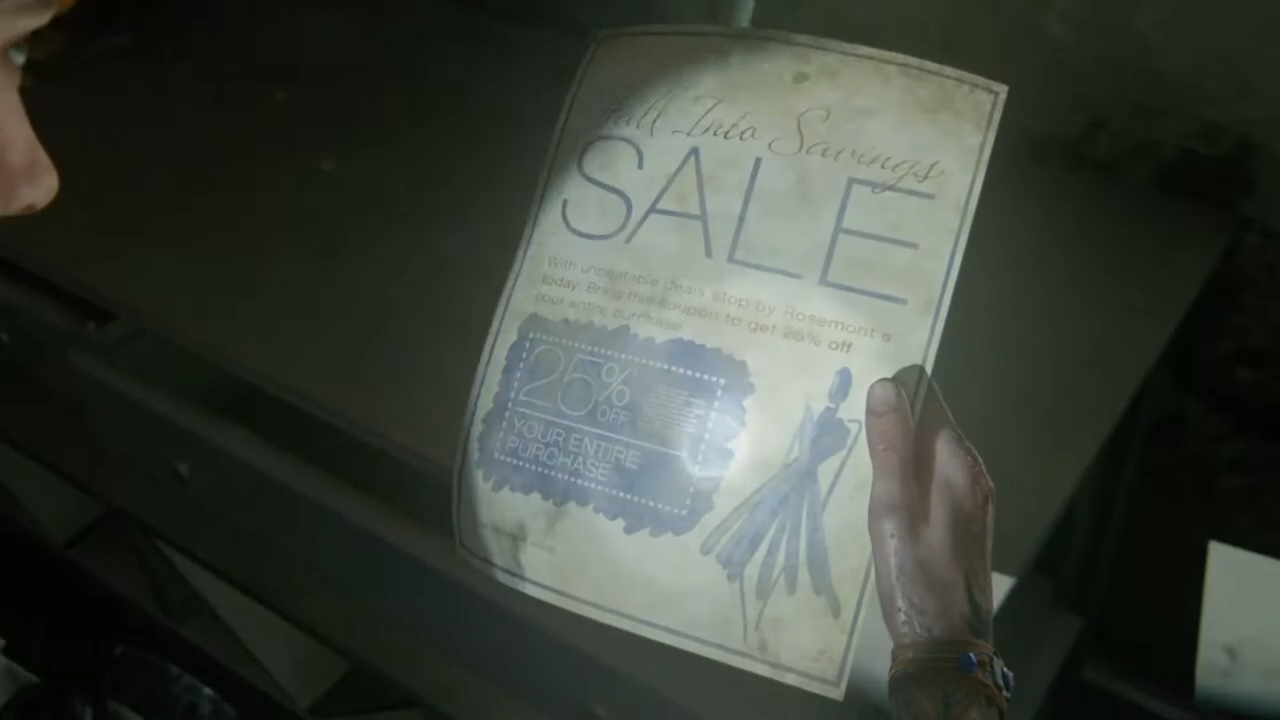 Fall Into Savings
SALE
With unbeatable deals stop by Rosemont's
today. Bring this coupon to get 25% off
your entire purchase
25%
OFF
YOUR ENTIRE
PURCHASE